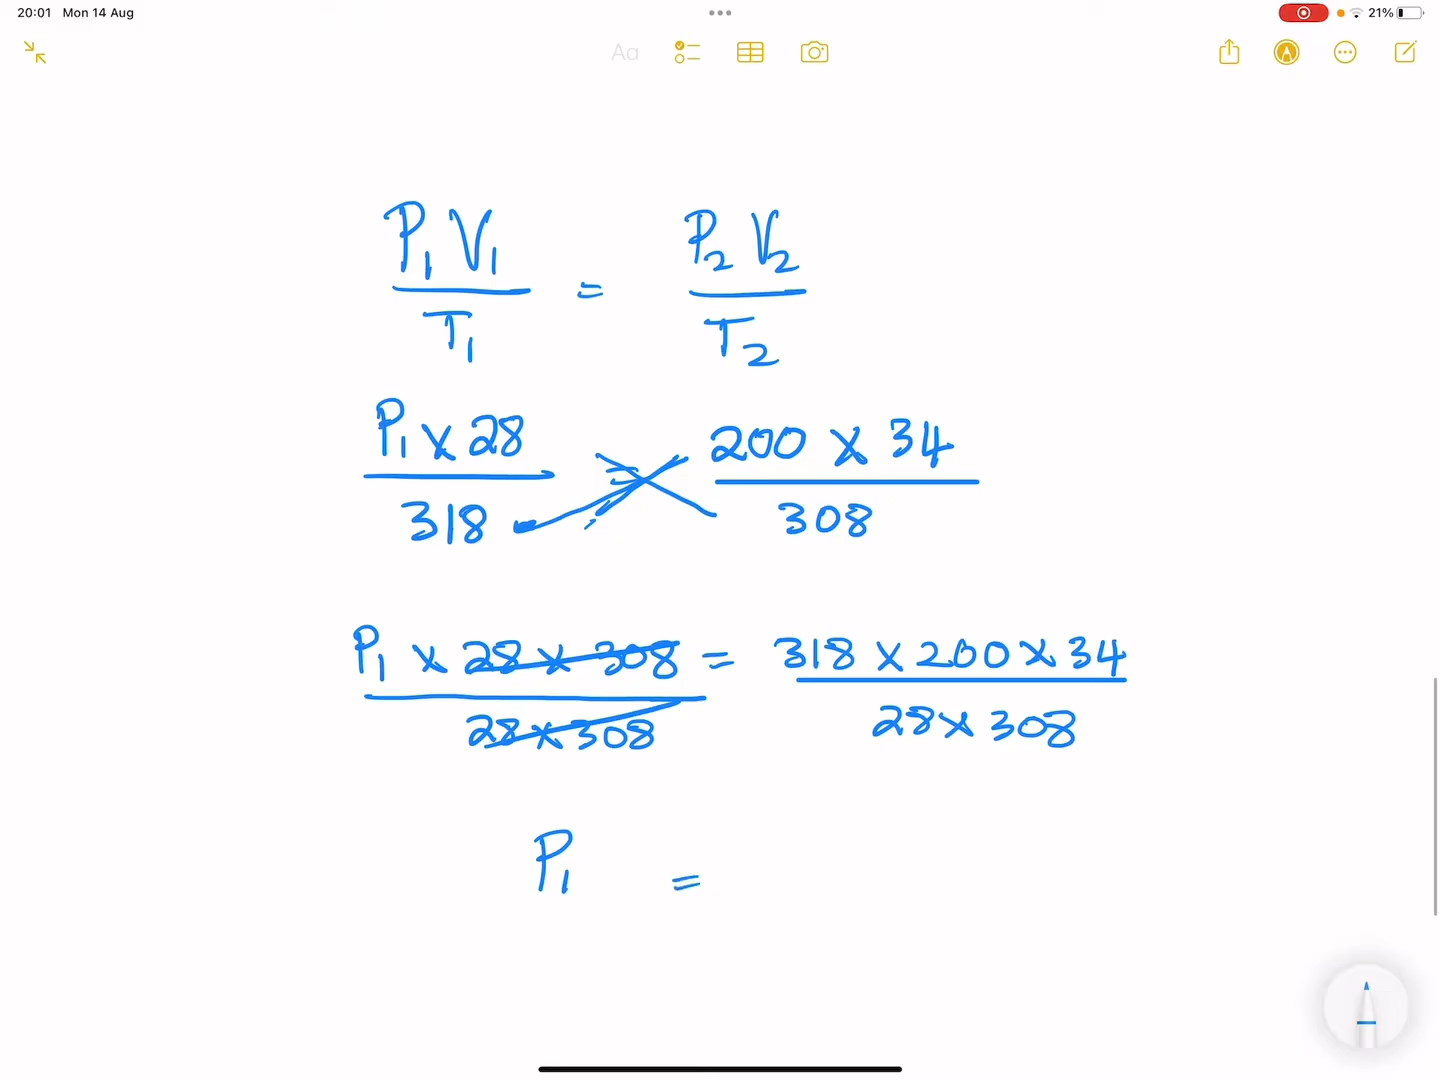 20:01 Mon 14 Aug
21%
Aa
P₁ V₁ / T₁ = P₂ V₂ / T₂
P₁ x 28 / 318 = 200 x 34 / 308
P₁ x 28 x 308 / 28 x 308 = 318 x 200 x 34 / 28 x 308
P₁ =